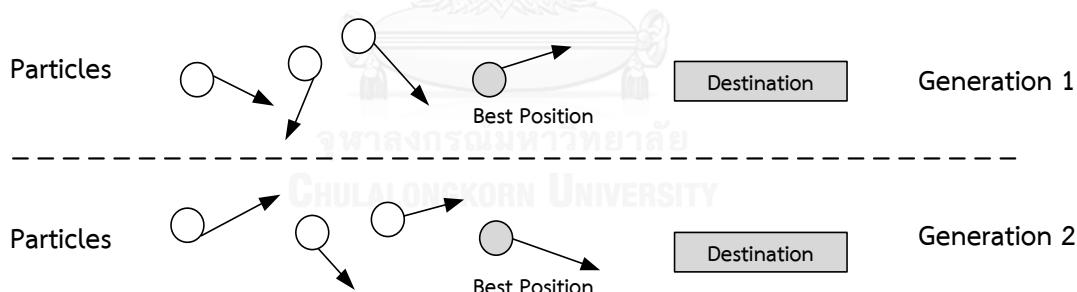 Particles
Destination
Generation 1
Best Position
จุฬาลงกรณ์มหาวิทยาลัย
CHULALONGKORN UNIVERSITY
Particles
Destination
Generation 2
Best Position